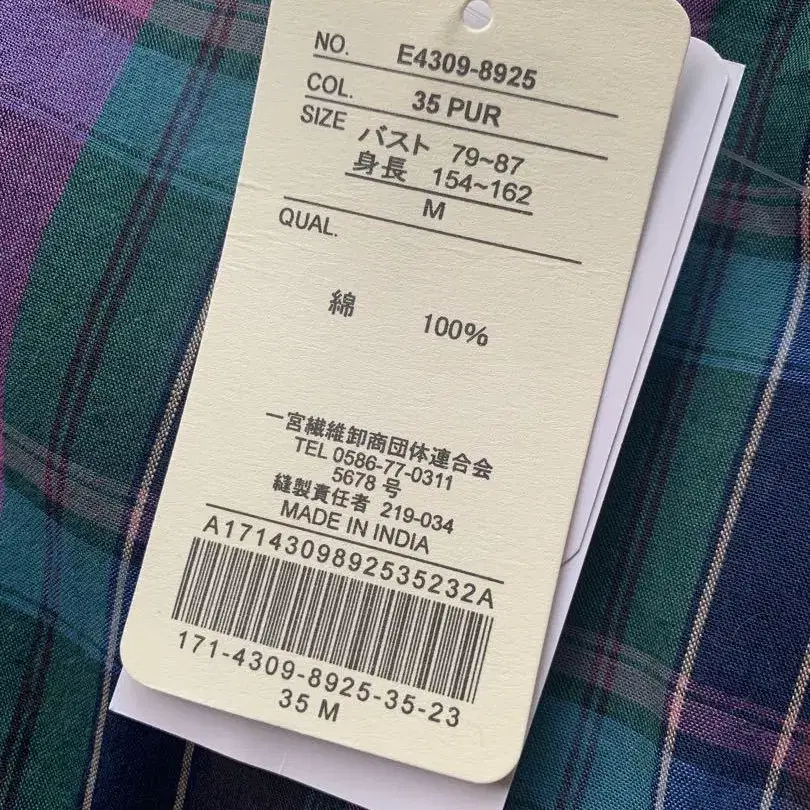 NO. E4309-8925
COL. 35 PUR
SIZE バスト 79~87
身長 154~162
M
QUAL.
綿 100%
一宮繊維卸商団体連合会
TEL 0586-77-0311
5678 号
縫製責任者 219-034
MADE IN INDIA
A1714309892535232A
171-4309-8925-35-23
35 M